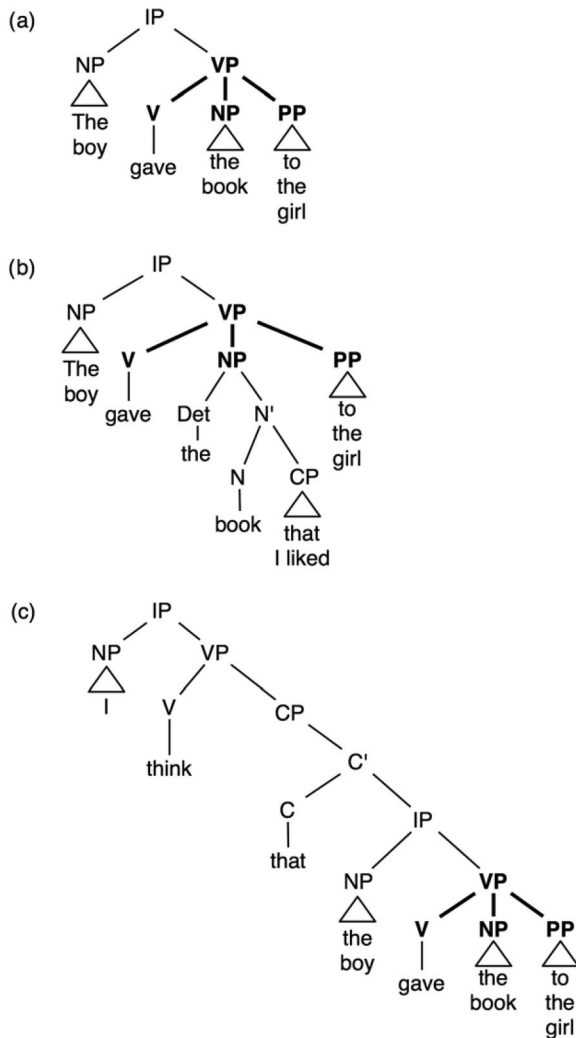 (a)
IP
NP VP
The boy
V NP PP
gave
the book
to the girl
(b)
IP
NP VP
The boy
V NP PP
gave
Det N'
to the girl
the
N CP
book
that I liked
(c)
IP
NP VP
I
V CP
think
C'
C IP
that
NP VP
the boy
V NP PP
gave
the book
to the girl